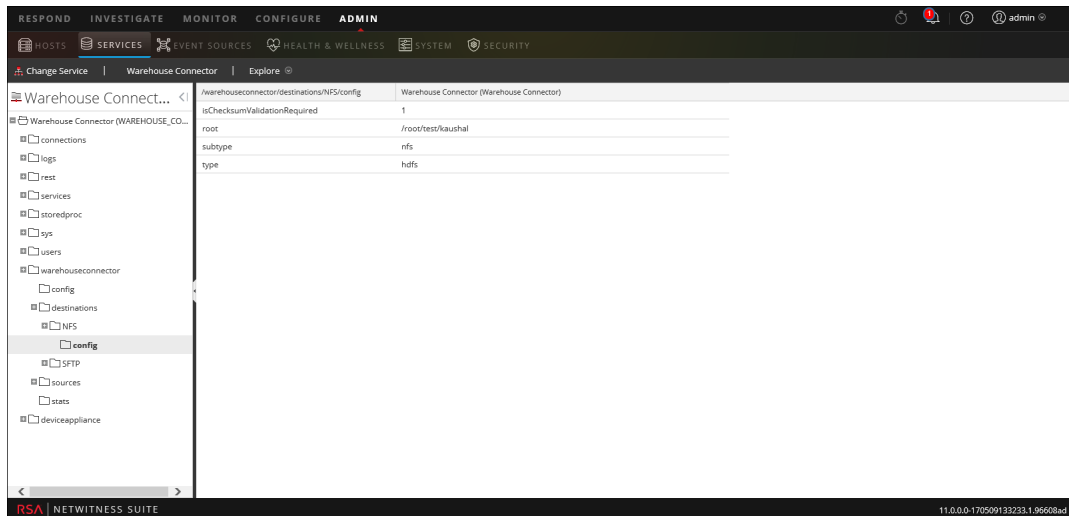 RESPOND INVESTIGATE MONITOR CONFIGURE ADMIN
1 ? admin
HOSTS SERVICES EVENT SOURCES HEALTH & WELLNESS SYSTEM SECURITY
Change Service | Warehouse Connector | Explore
Warehouse Connect...
/warehouseconnector/destinations/NFS/config Warehouse Connector (Warehouse Connector)
isChecksumValidationRequired 1
root /root/test/kaushal
subtype nfs
type hdfs
Warehouse Connector (WAREHOUSE_CO...
connections
logs
rest
services
storedproc
sys
users
warehouseconnector
config
destinations
NFS
config
SFTP
sources
stats
deviceappliance
RSA | NETWITNESS SUITE
11.0.0.0-170509133233.1.96608ad